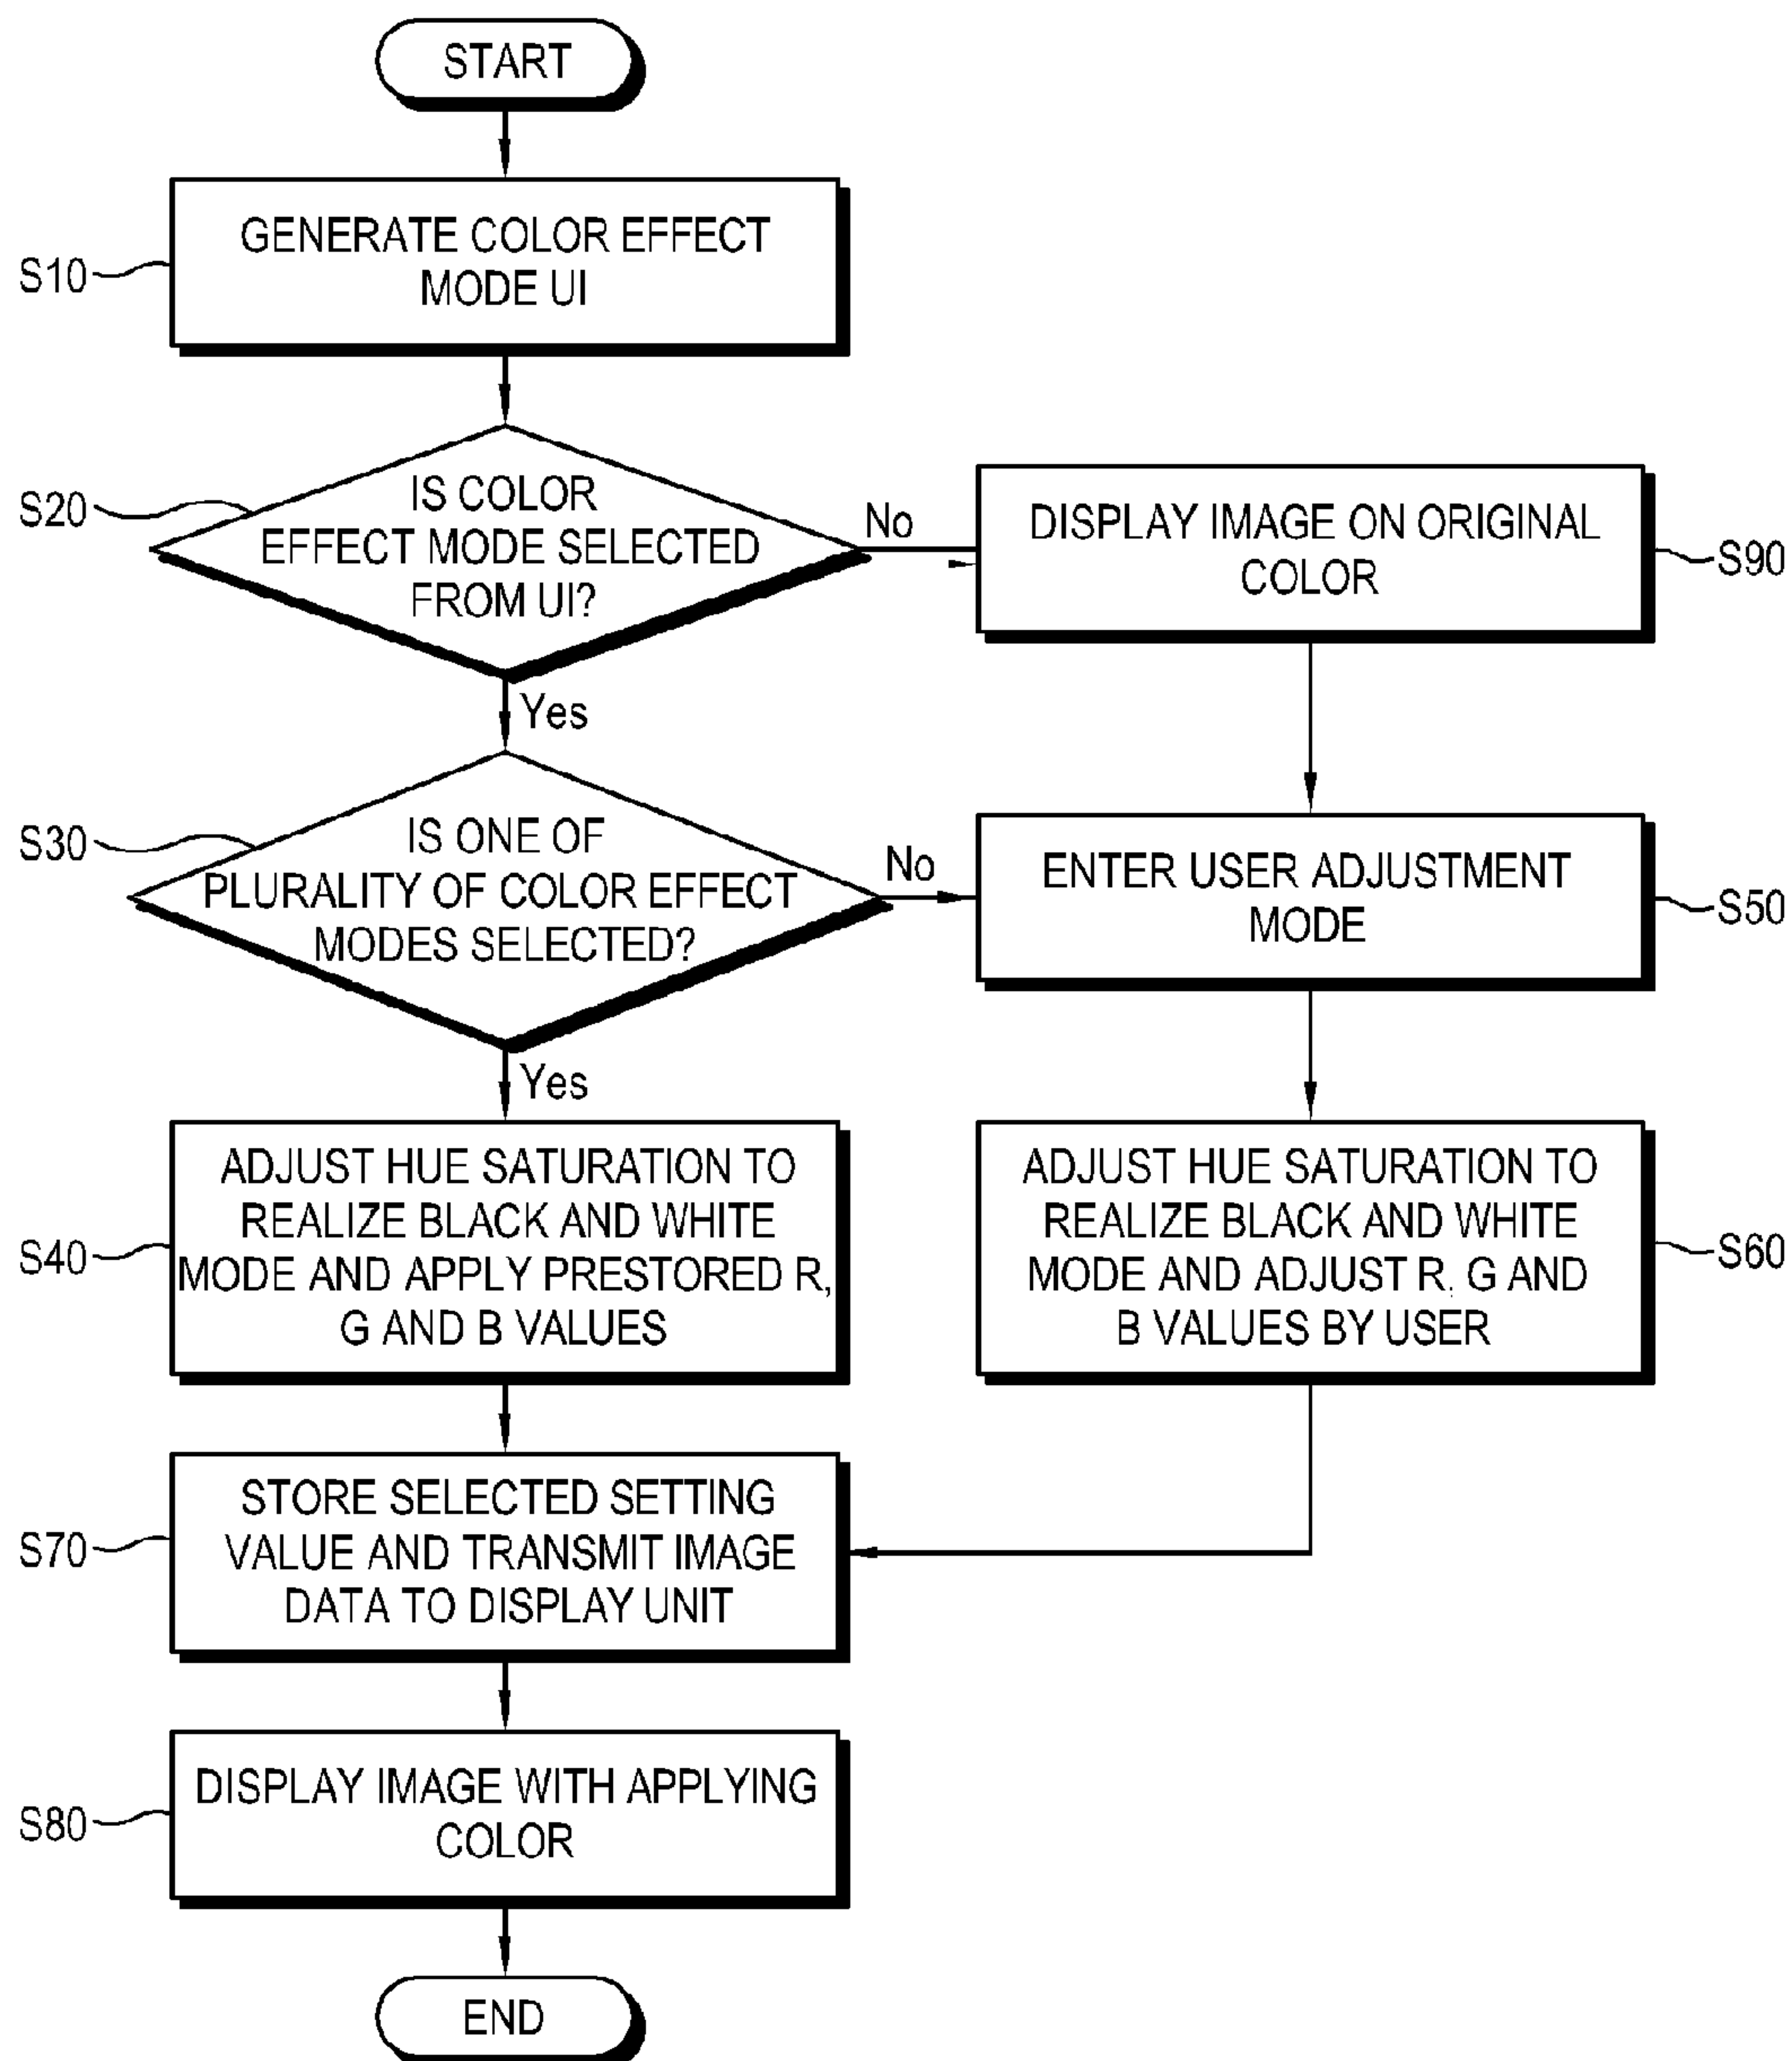 START
S10
GENERATE COLOR EFFECT
MODE UI
S20
IS COLOR
EFFECT MODE SELECTED
FROM UI?
No
DISPLAY IMAGE ON ORIGINAL
COLOR
S90
Yes
S30
IS ONE OF
PLURALITY OF COLOR EFFECT
MODES SELECTED?
No
ENTER USER ADJUSTMENT
MODE
S50
Yes
S40
ADJUST HUE SATURATION TO
REALIZE BLACK AND WHITE
MODE AND APPLY PRESTORED R,
G AND B VALUES
ADJUST HUE SATURATION TO
REALIZE BLACK AND WHITE
MODE AND ADJUST R, G AND
B VALUES BY USER
S60
S70
STORE SELECTED SETTING
VALUE AND TRANSMIT IMAGE
DATA TO DISPLAY UNIT
S80
DISPLAY IMAGE WITH APPLYING
COLOR
END